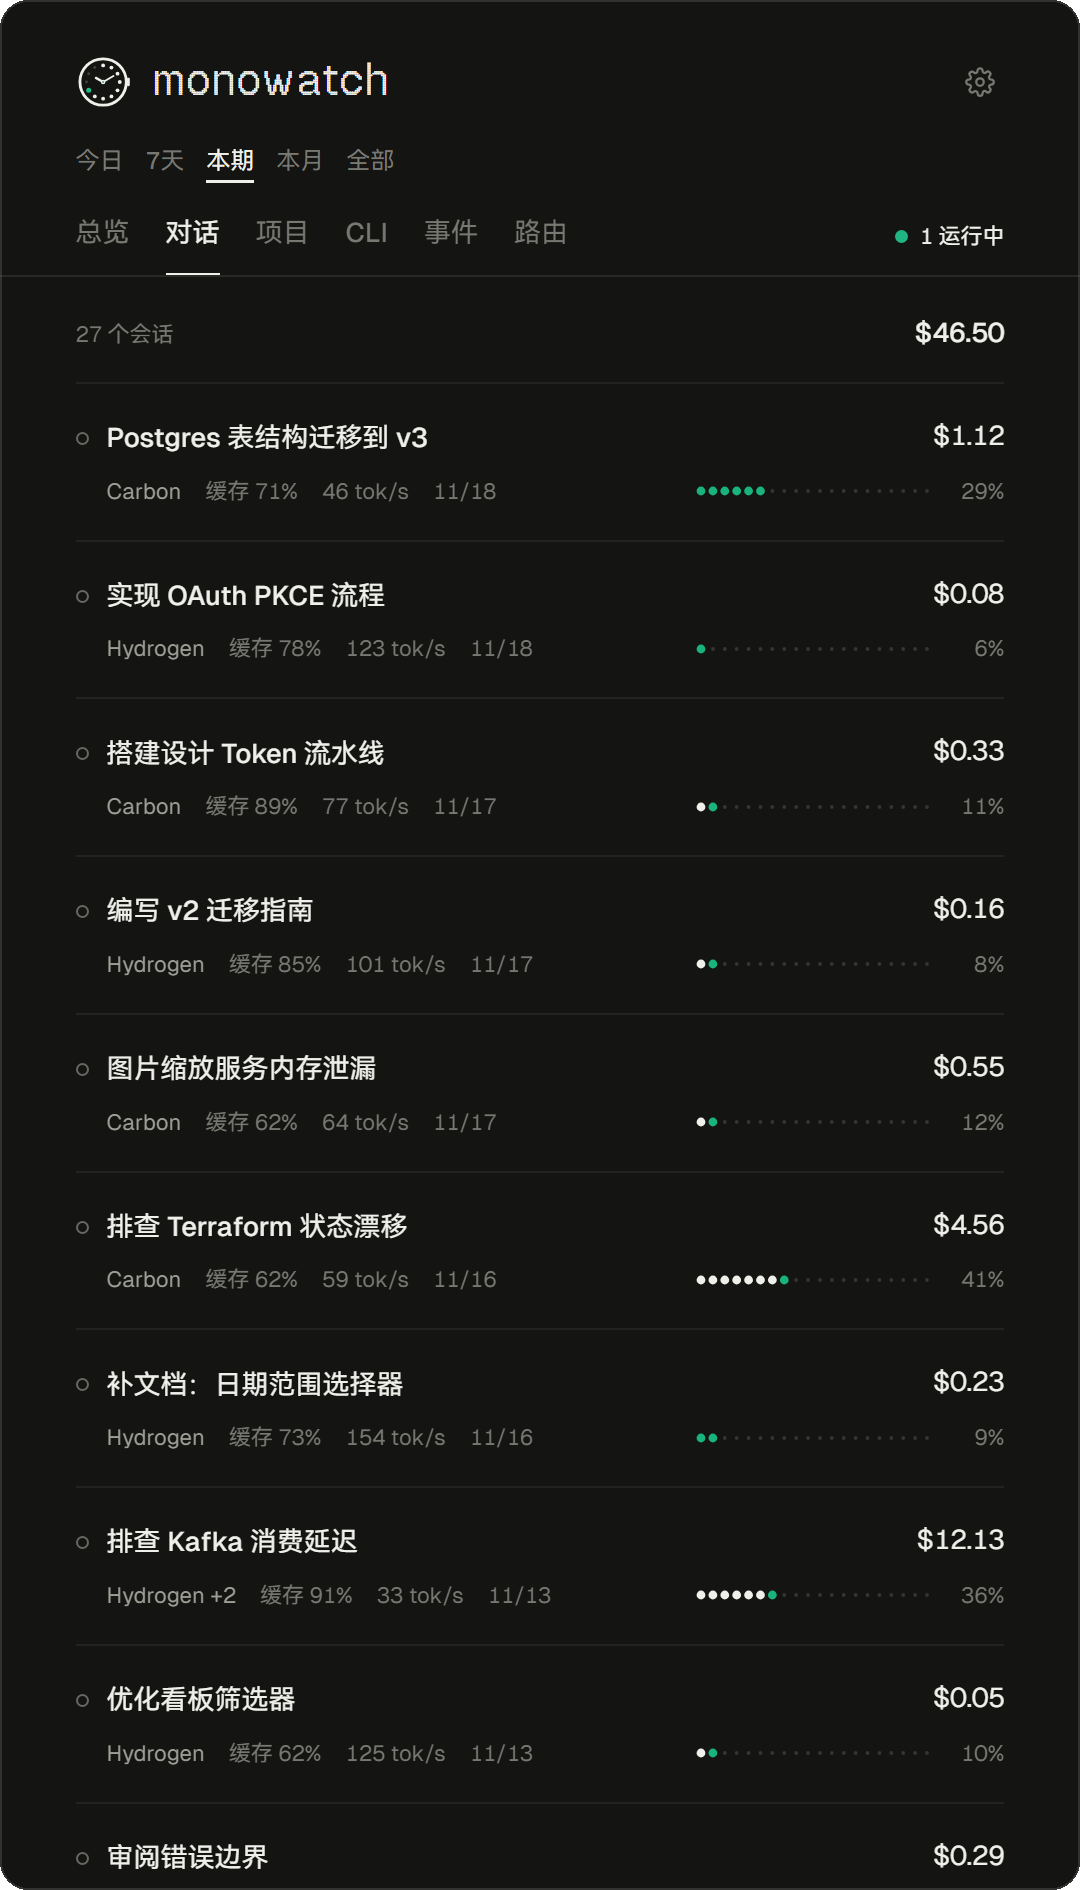 monowatch
今日 7天 本期 本月 全部
总览 对话 项目 CLI 事件 路由 1 运行中
27 个会话 $46.50
Postgres 表结构迁移到 v3 $1.12
Carbon 缓存 71% 46 tok/s 11/18 29%
实现 OAuth PKCE 流程 $0.08
Hydrogen 缓存 78% 123 tok/s 11/18 6%
搭建设计 Token 流水线 $0.33
Carbon 缓存 89% 77 tok/s 11/17 11%
编写 v2 迁移指南 $0.16
Hydrogen 缓存 85% 101 tok/s 11/17 8%
图片缩放服务内存泄漏 $0.55
Carbon 缓存 62% 64 tok/s 11/17 12%
排查 Terraform 状态漂移 $4.56
Carbon 缓存 62% 59 tok/s 11/16 41%
补文档：日期范围选择器 $0.23
Hydrogen 缓存 73% 154 tok/s 11/16 9%
排查 Kafka 消费延迟 $12.13
Hydrogen +2 缓存 91% 33 tok/s 11/13 36%
优化看板筛选器 $0.05
Hydrogen 缓存 62% 125 tok/s 11/13 10%
审阅错误边界 $0.29